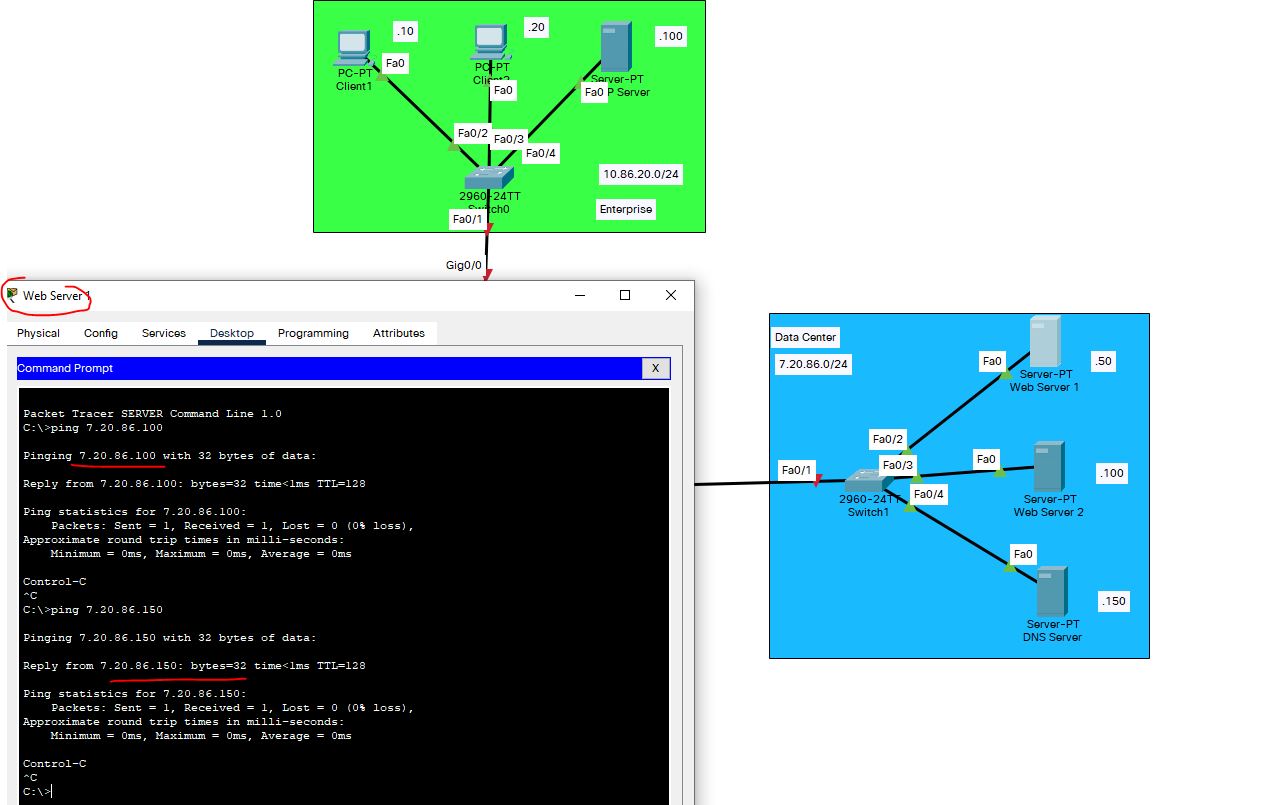 .10
.20
.100
Fa0
PC-PT
Client1
PC-PT
Fa0
Server-PT
P Server
Fa0
Fa0/2
Fa0/3
Fa0/4
10.86.20.0/24
2960-24TT
Switch0
Enterprise
Fa0/1
Gig0/0
Web Server 1
Physical
Config
Services
Desktop
Programming
Attributes
Command Prompt
X
Packet Tracer SERVER Command Line 1.0
C:\>ping 7.20.86.100
Pinging 7.20.86.100 with 32 bytes of data:
Reply from 7.20.86.100: bytes=32 time<1ms TTL=128
Ping statistics for 7.20.86.100:
Packets: Sent = 1, Received = 1, Lost = 0 (0% loss),
Approximate round trip times in milli-seconds:
Minimum = 0ms, Maximum = 0ms, Average = 0ms
Control-C
^C
C:\>ping 7.20.86.150
Pinging 7.20.86.150 with 32 bytes of data:
Reply from 7.20.86.150: bytes=32 time<1ms TTL=128
Ping statistics for 7.20.86.150:
Packets: Sent = 1, Received = 1, Lost = 0 (0% loss),
Approximate round trip times in milli-seconds:
Minimum = 0ms, Maximum = 0ms, Average = 0ms
Control-C
^C
C:\>
Data Center
7.20.86.0/24
Fa0
.50
Server-PT
Web Server 1
Fa0/2
Fa0/3
Fa0
.100
Fa0/1
Fa0/4
2960-24TT
Switch1
Server-PT
Web Server 2
Fa0
.150
Server-PT
DNS Server